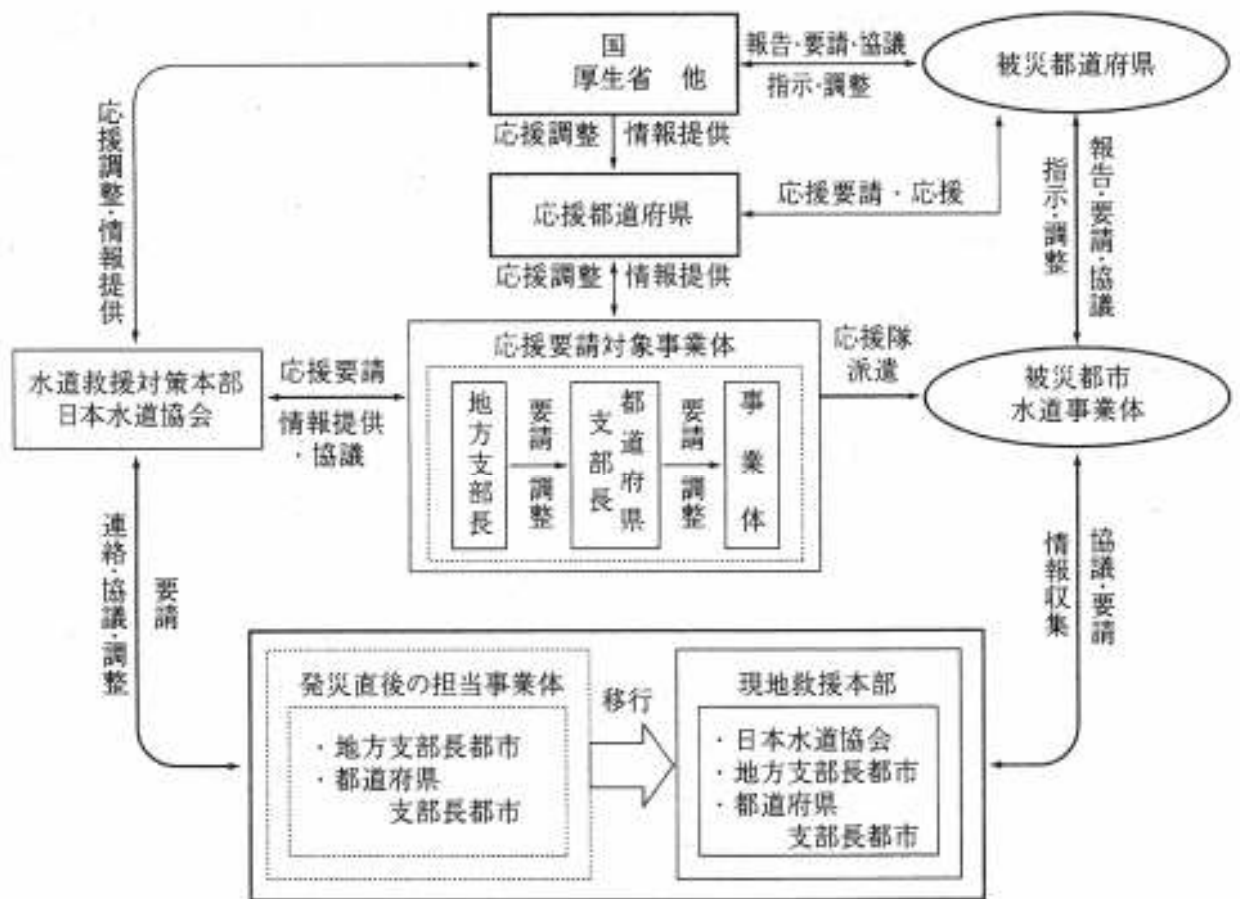 国
厚生省 他
報告・要請・協議
指示・調整
被災都道府県
応援調整・情報提供
応援調整 情報提供
応援都道府県
応援要請・応援
指示・調整
報告・要請・協議
応援調整 情報提供
水道救援対策本部
日本水道協会
応援要請
情報提供
・協議
応援要請対象事業体
地方支部長
要請
調整
都道府県
支部長
要請
調整
事業体
応援隊
派遣
被災都市
水道事業体
連絡・協議・調整
要請
情報収集
協議・要請
発災直後の担当事業体
・地方支部長都市
・都道府県
支部長都市
移行
現地救援本部
・日本水道協会
・地方支部長都市
・都道府県
支部長都市